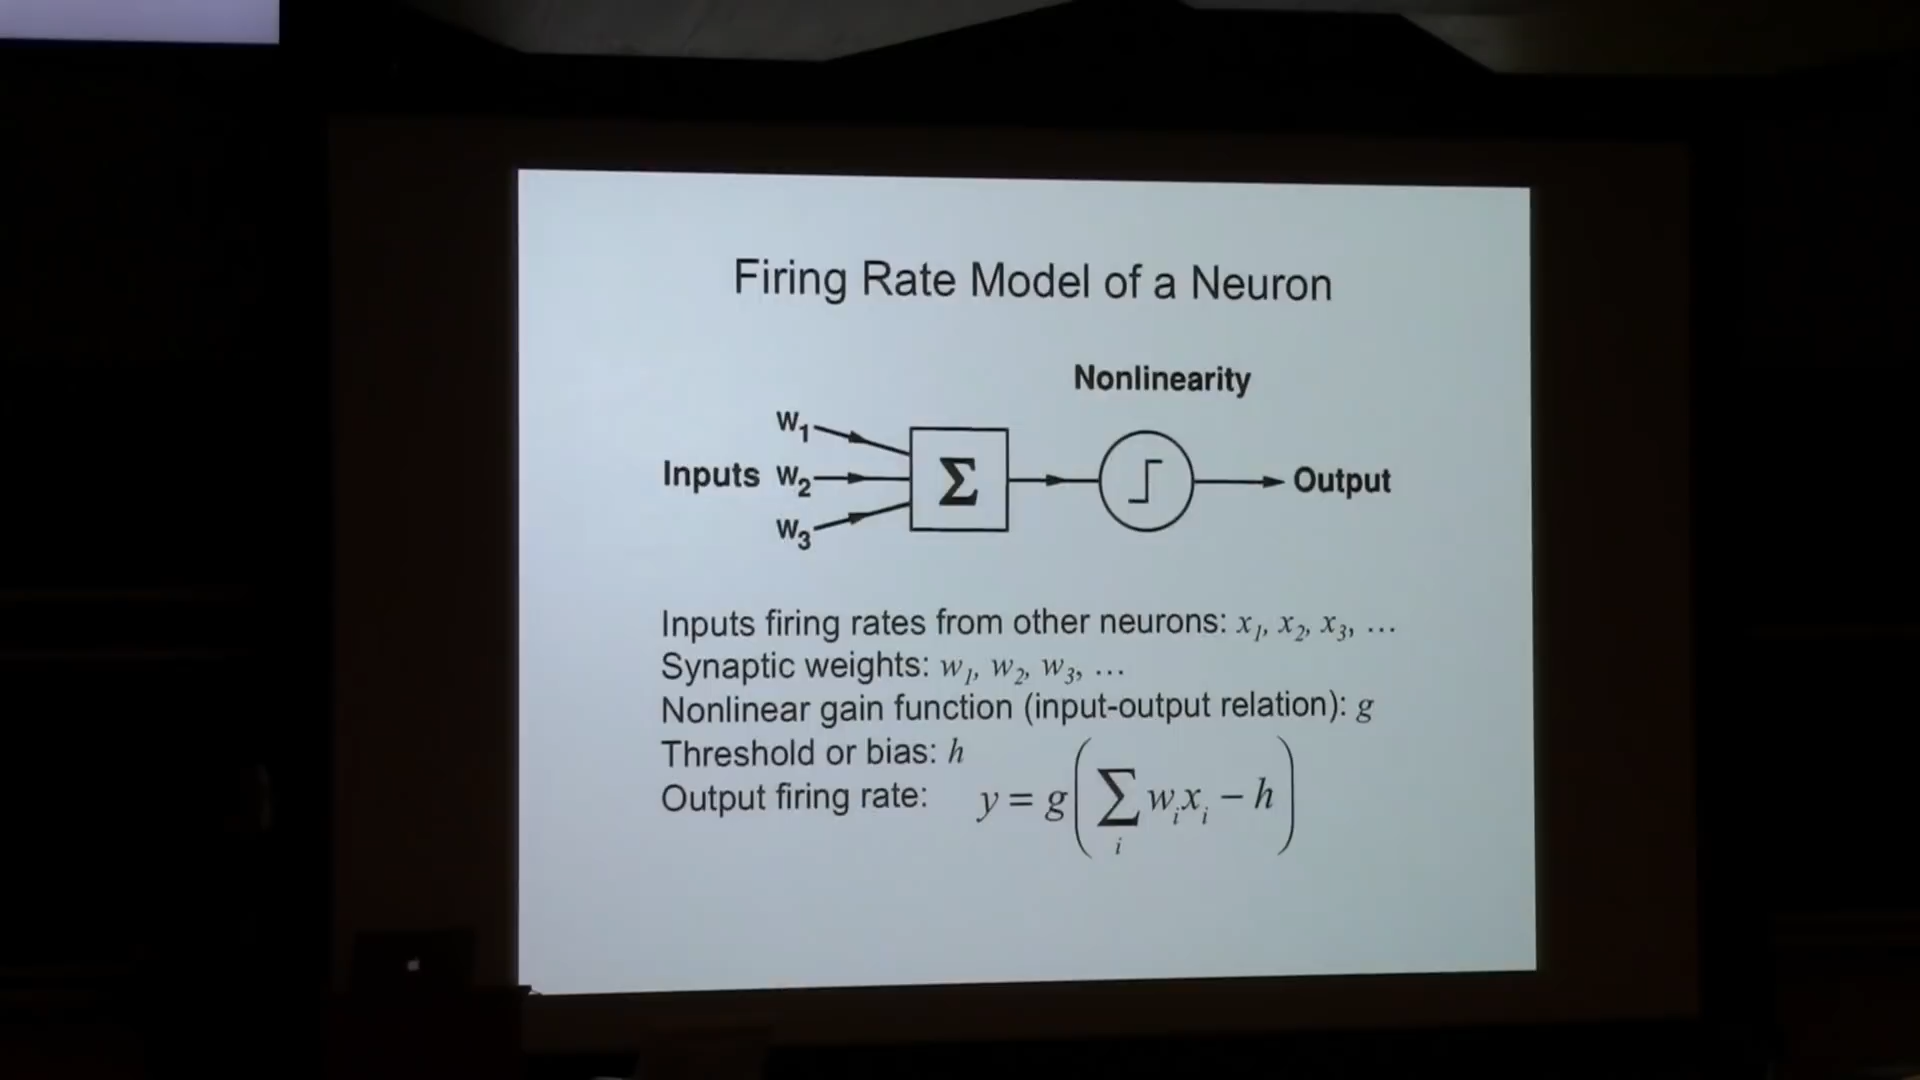 Firing Rate Model of a Neuron
Nonlinearity
w₁
Inputs w₂
w₃
Σ
Output
Inputs firing rates from other neurons: x₁, x₂, x₃, ...
Synaptic weights: w₁, w₂, w₃, ...
Nonlinear gain function (input-output relation): g
Threshold or bias: h
Output firing rate: y = g(∑ᵢ wᵢxᵢ − h)